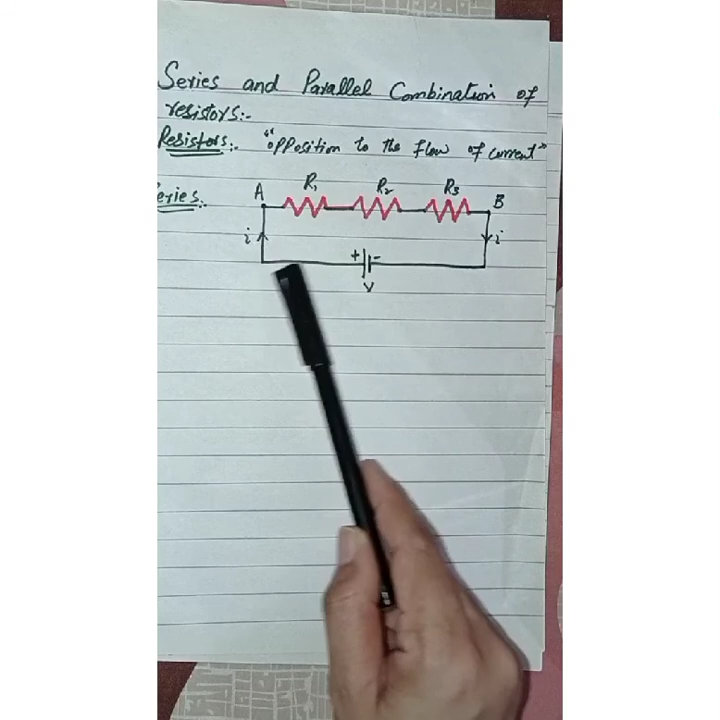 Series and Parallel Combination of
resistors:-
Resistors:- "opposition to the flow of current"
eries.
A R₁ R₂ R₃ B
i i
+ -
V